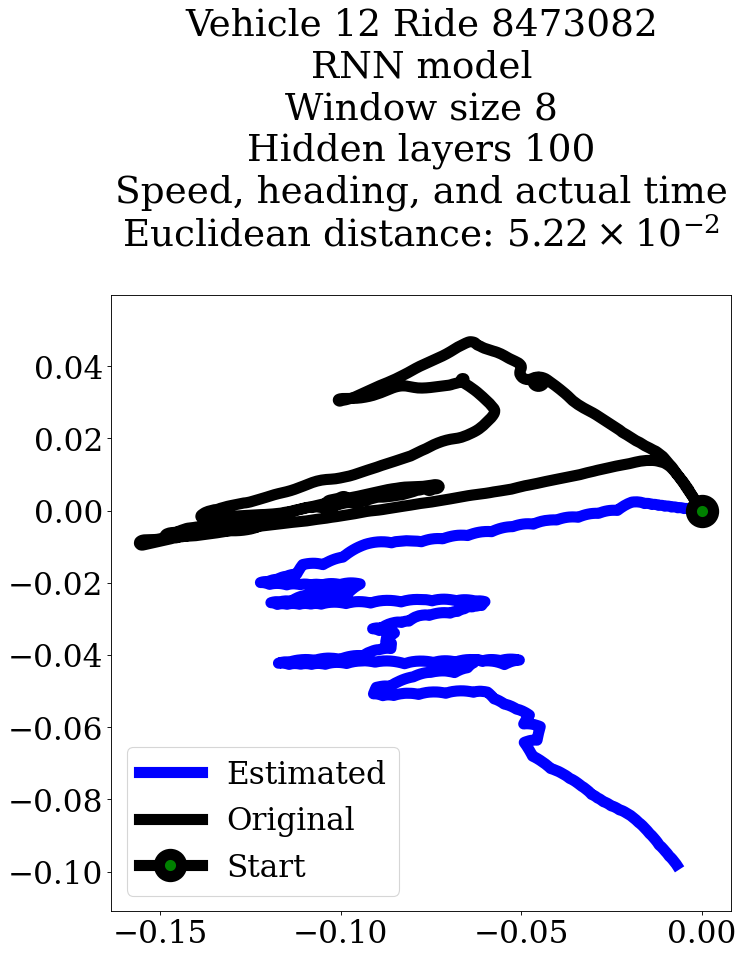 Vehicle 12 Ride 8473082
RNN model
Window size 8
Hidden layers 100
Speed, heading, and actual time
Euclidean distance: 5.22 × 10⁻²
0.04
0.02
0.00
−0.02
−0.04
−0.06
−0.08
−0.10
Estimated
Original
Start
−0.15 −0.10 −0.05 0.00